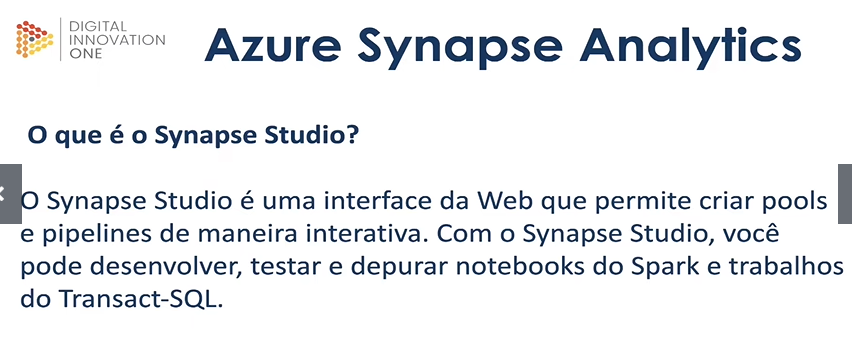 DIGITAL
INNOVATION
ONE
Azure Synapse Analytics
O que é o Synapse Studio?
O Synapse Studio é uma interface da Web que permite criar pools
e pipelines de maneira interativa. Com o Synapse Studio, você
pode desenvolver, testar e depurar notebooks do Spark e trabalhos
do Transact-SQL.